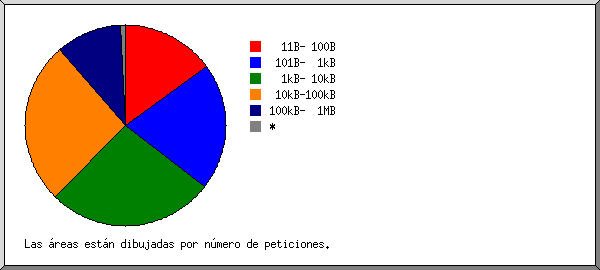 11B- 100B
101B- 1kB
1kB- 10kB
10kB-100kB
100kB- 1MB
*
Las áreas están dibujadas por número de peticiones.